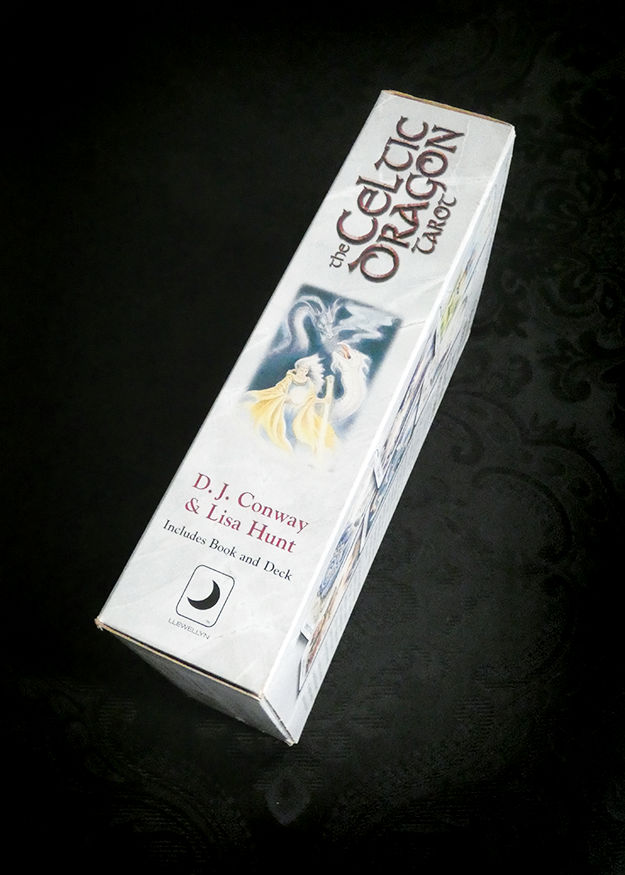 the CELTIC
DRAGON
TAROT
D. J. Conway
& Lisa Hunt
Includes Book and Deck
LLEWELLYN